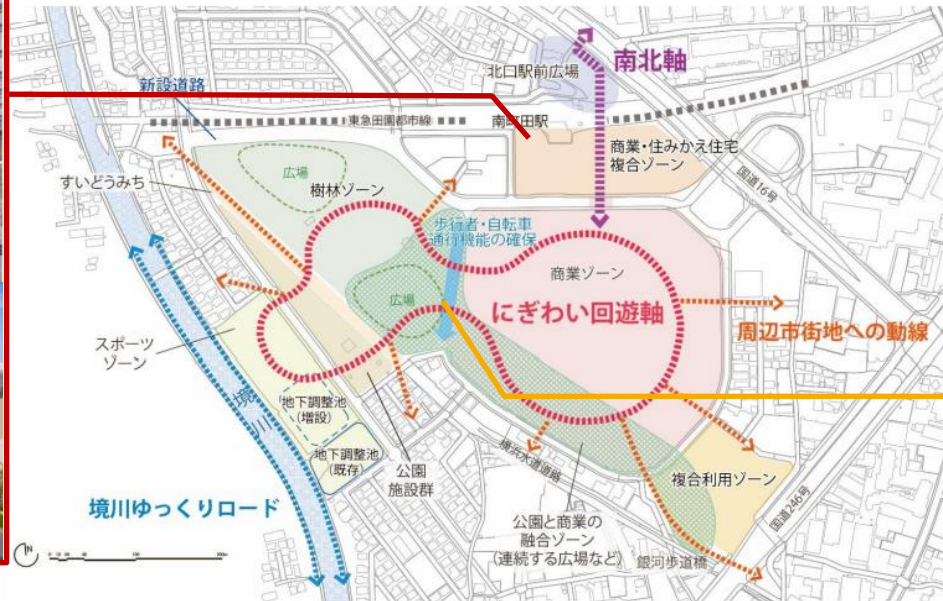 北口駅前広場
南北軸
新設道路
東急田園都市線
南町田駅
商業・住みかえ住宅
複合ゾーン
国道16号
すいどうみち
広場
樹林ゾーン
歩行者・自転車
通行機能の確保
商業ゾーン
広場
にぎわい回遊軸
周辺市街地への動線
スポーツ
ゾーン
境川
地下調整池
(増設)
地下調整池
(既存)
公園
施設群
横浜水道道路
複合利用ゾーン
国道246号
境川ゆっくりロード
公園と商業の
融合ゾーン
(連続する広場など)
銀河歩道橋
N